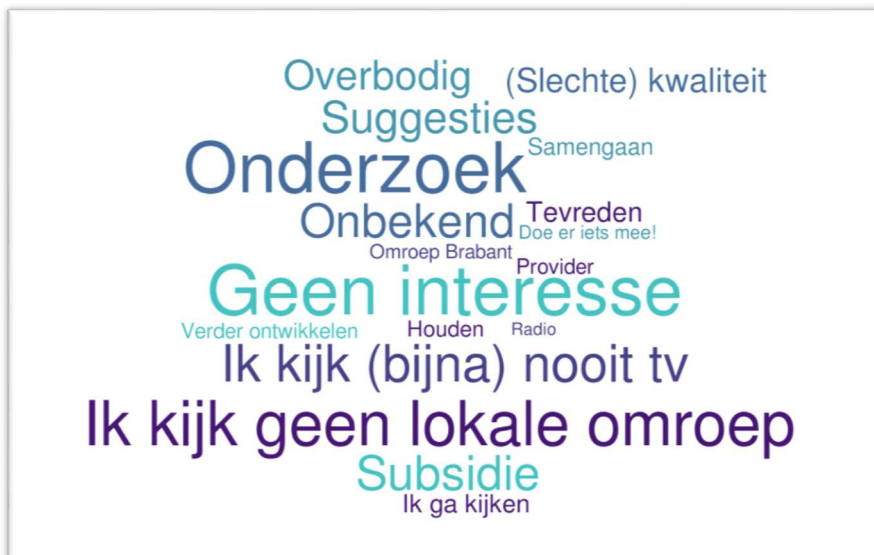 Overbodig (Slechte) kwaliteit
Suggesties
Onderzoek Samengaan
Onbekend Tevreden
Doe er iets mee!
Omroep Brabant
Provider
Geen interesse
Verder ontwikkelen Houden Radio
Ik kijk (bijna) nooit tv
Ik kijk geen lokale omroep
Subsidie
Ik ga kijken